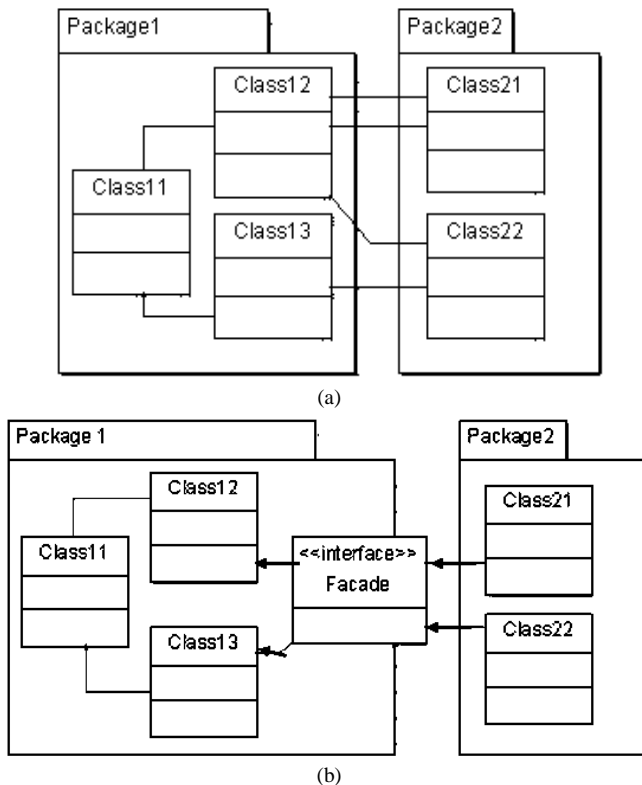 Package1
Package2
Class12
Class21
Class11
Class13
Class22
(a)
Package 1
Package2
Class12
Class21
<<interface>>
Facade
Class11
Class13
Class22
(b)